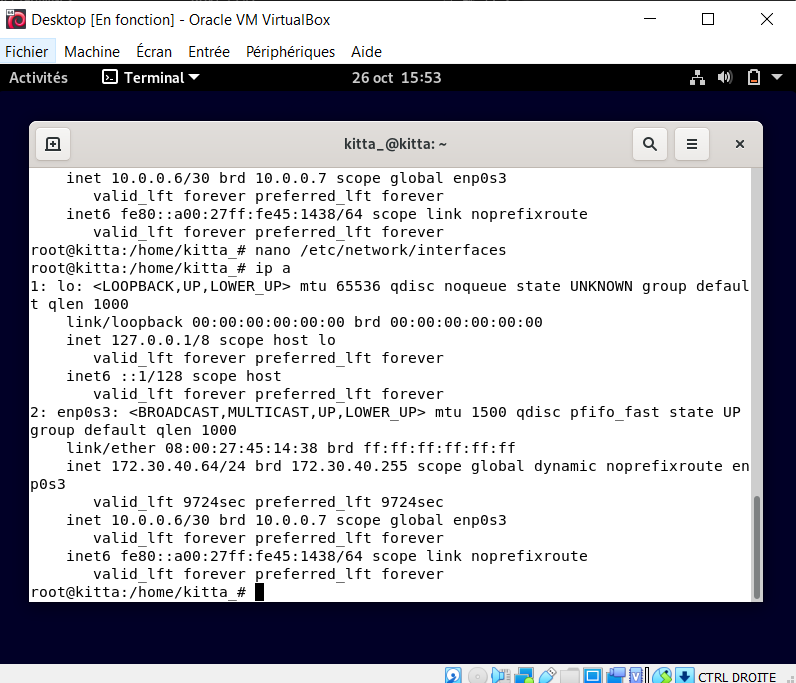 Desktop [En fonction] - Oracle VM VirtualBox
Fichier Machine Écran Entrée Périphériques Aide
Activités Terminal 26 oct 15:53
kitta_@kitta: ~
    inet 10.0.0.6/30 brd 10.0.0.7 scope global enp0s3
       valid_lft forever preferred_lft forever
    inet6 fe80::a00:27ff:fe45:1438/64 scope link noprefixroute
       valid_lft forever preferred_lft forever
root@kitta:/home/kitta_# nano /etc/network/interfaces
root@kitta:/home/kitta_# ip a
1: lo: <LOOPBACK,UP,LOWER_UP> mtu 65536 qdisc noqueue state UNKNOWN group defaul
t qlen 1000
    link/loopback 00:00:00:00:00:00 brd 00:00:00:00:00:00
    inet 127.0.0.1/8 scope host lo
       valid_lft forever preferred_lft forever
    inet6 ::1/128 scope host
       valid_lft forever preferred_lft forever
2: enp0s3: <BROADCAST,MULTICAST,UP,LOWER_UP> mtu 1500 qdisc pfifo_fast state UP
group default qlen 1000
    link/ether 08:00:27:45:14:38 brd ff:ff:ff:ff:ff:ff
    inet 172.30.40.64/24 brd 172.30.40.255 scope global dynamic noprefixroute en
p0s3
       valid_lft 9724sec preferred_lft 9724sec
    inet 10.0.0.6/30 brd 10.0.0.7 scope global enp0s3
       valid_lft forever preferred_lft forever
    inet6 fe80::a00:27ff:fe45:1438/64 scope link noprefixroute
       valid_lft forever preferred_lft forever
root@kitta:/home/kitta_#
CTRL DROITE